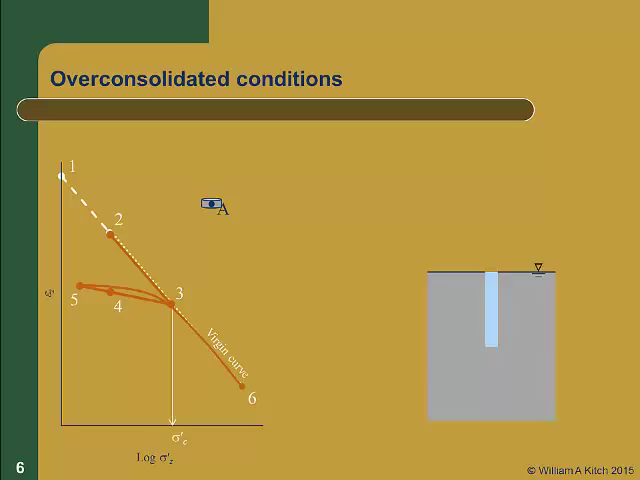 Overconsolidated conditions
1
2
A
5
4
3
Virgin curve
6
σ'c
Log σ'z
6
© William A Kitch 2015